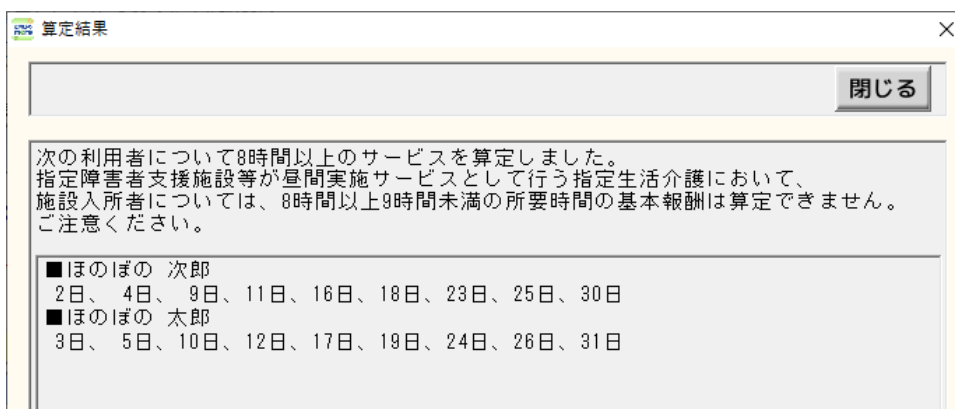 算定結果
閉じる
次の利用者について8時間以上のサービスを算定しました。
指定障害者支援施設等が昼間実施サービスとして行う指定生活介護において、
施設入所者については、8時間以上9時間未満の所要時間の基本報酬は算定できません。
ご注意ください。
■ほのぼの 次郎
2日、 4日、 9日、11日、16日、18日、23日、25日、30日
■ほのぼの 太郎
3日、 5日、10日、12日、17日、19日、24日、26日、31日